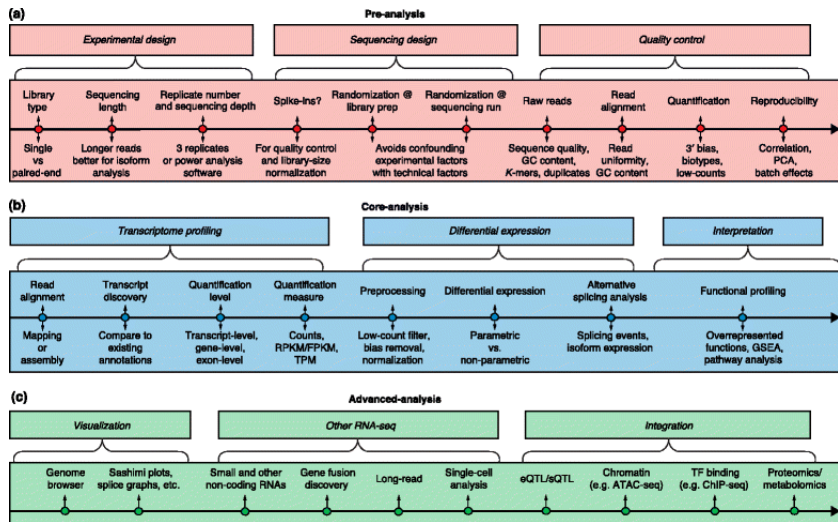 (a)
Pre-analysis
Experimental design
Sequencing design
Quality control
Library type
Sequencing length
Replicate number and sequencing depth
Spike-ins?
Randomization @ library prep
Randomization @ sequencing run
Raw reads
Read alignment
Quantification
Reproducibility
Single vs paired-end
Longer reads better for isoform analysis
3 replicates or power analysis software
For quality control and library-size normalization
Avoids confounding experimental factors with technical factors
Sequence quality, GC content, K-mers, duplicates
Read uniformity, GC content
3′ bias, biotypes, low-counts
Correlation, PCA, batch effects
(b)
Core-analysis
Transcriptome profiling
Differential expression
Interpretation
Read alignment
Transcript discovery
Quantification level
Quantification measure
Preprocessing
Differential expression
Alternative splicing analysis
Functional profiling
Mapping or assembly
Compare to existing annotations
Transcript-level, gene-level, exon-level
Counts, RPKM/FPKM, TPM
Low-count filter, bias removal, normalization
Parametric vs. non-parametric
Splicing events, isoform expression
Overrepresented functions, GSEA, pathway analysis
(c)
Advanced-analysis
Visualization
Other RNA-seq
Integration
Genome browser
Sashimi plots, splice graphs, etc.
Small and other non-coding RNAs
Gene fusion discovery
Long-read
Single-cell analysis
eQTL/sQTL
Chromatin (e.g. ATAC-seq)
TF binding (e.g. ChIP-seq)
Proteomics/ metabolomics